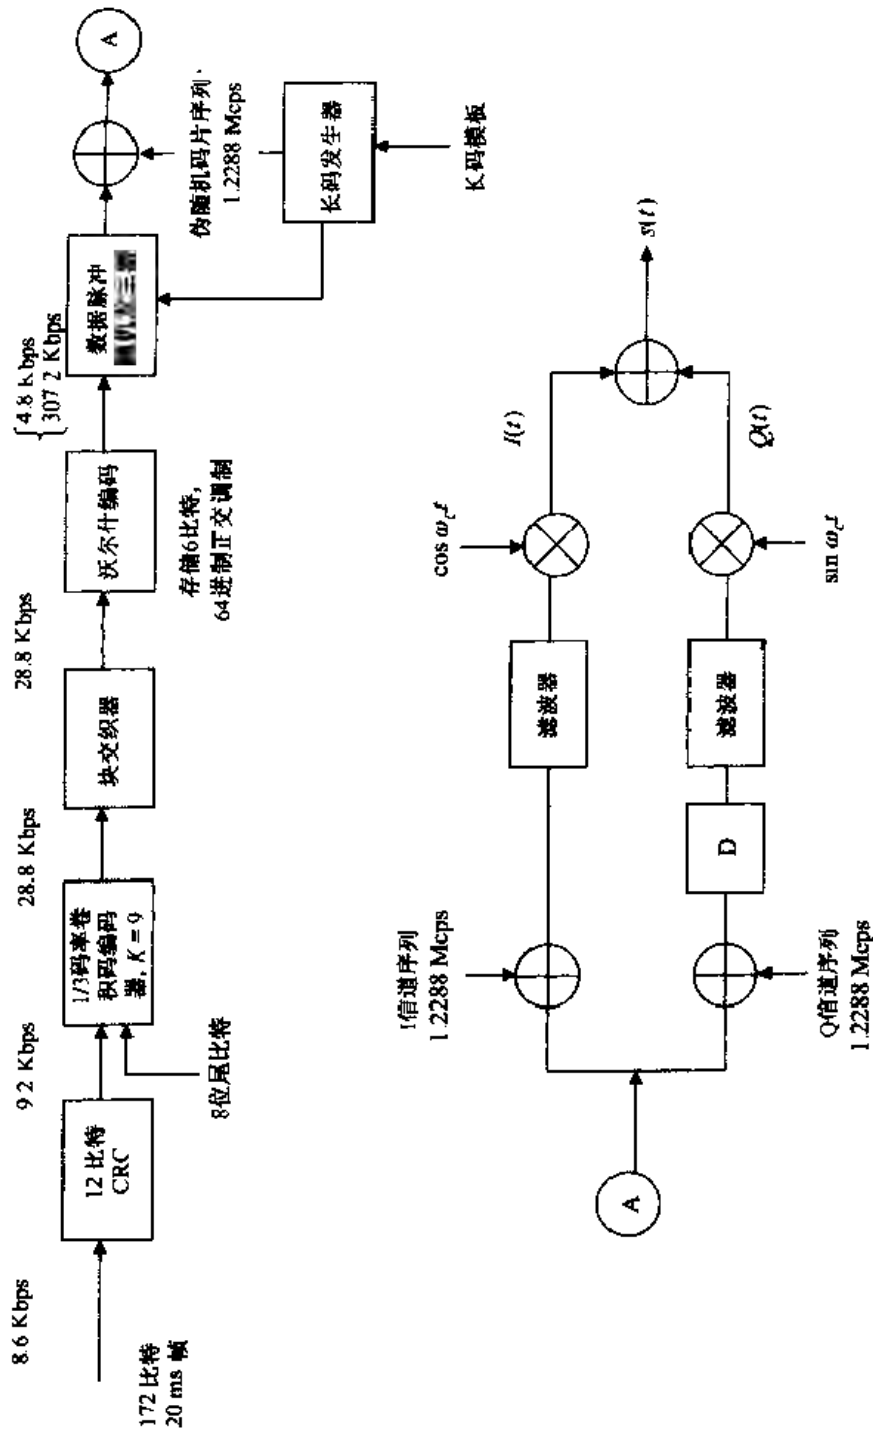 8.6 Kbps
172 比特
20 ms 帧
12 比特
CRC
9 2 Kbps
8位尾比特
1/3码率卷
积码编码
器, K = 9
28.8 Kbps
块交织器
28.8 Kbps
沃尔什编码
存储6比特,
64进制正交调制
4.8 Kbps
307 2 Kbps
数据脉冲
伪随机码片序列
1.2288 Mcps
长码发生器
长码模板
A
A
I信道序列
1.2288 Mcps
Q信道序列
1.2288 Mcps
D
滤波器
滤波器
cos ω_c t
sin ω_c t
I(t)
Q(t)
s(t)